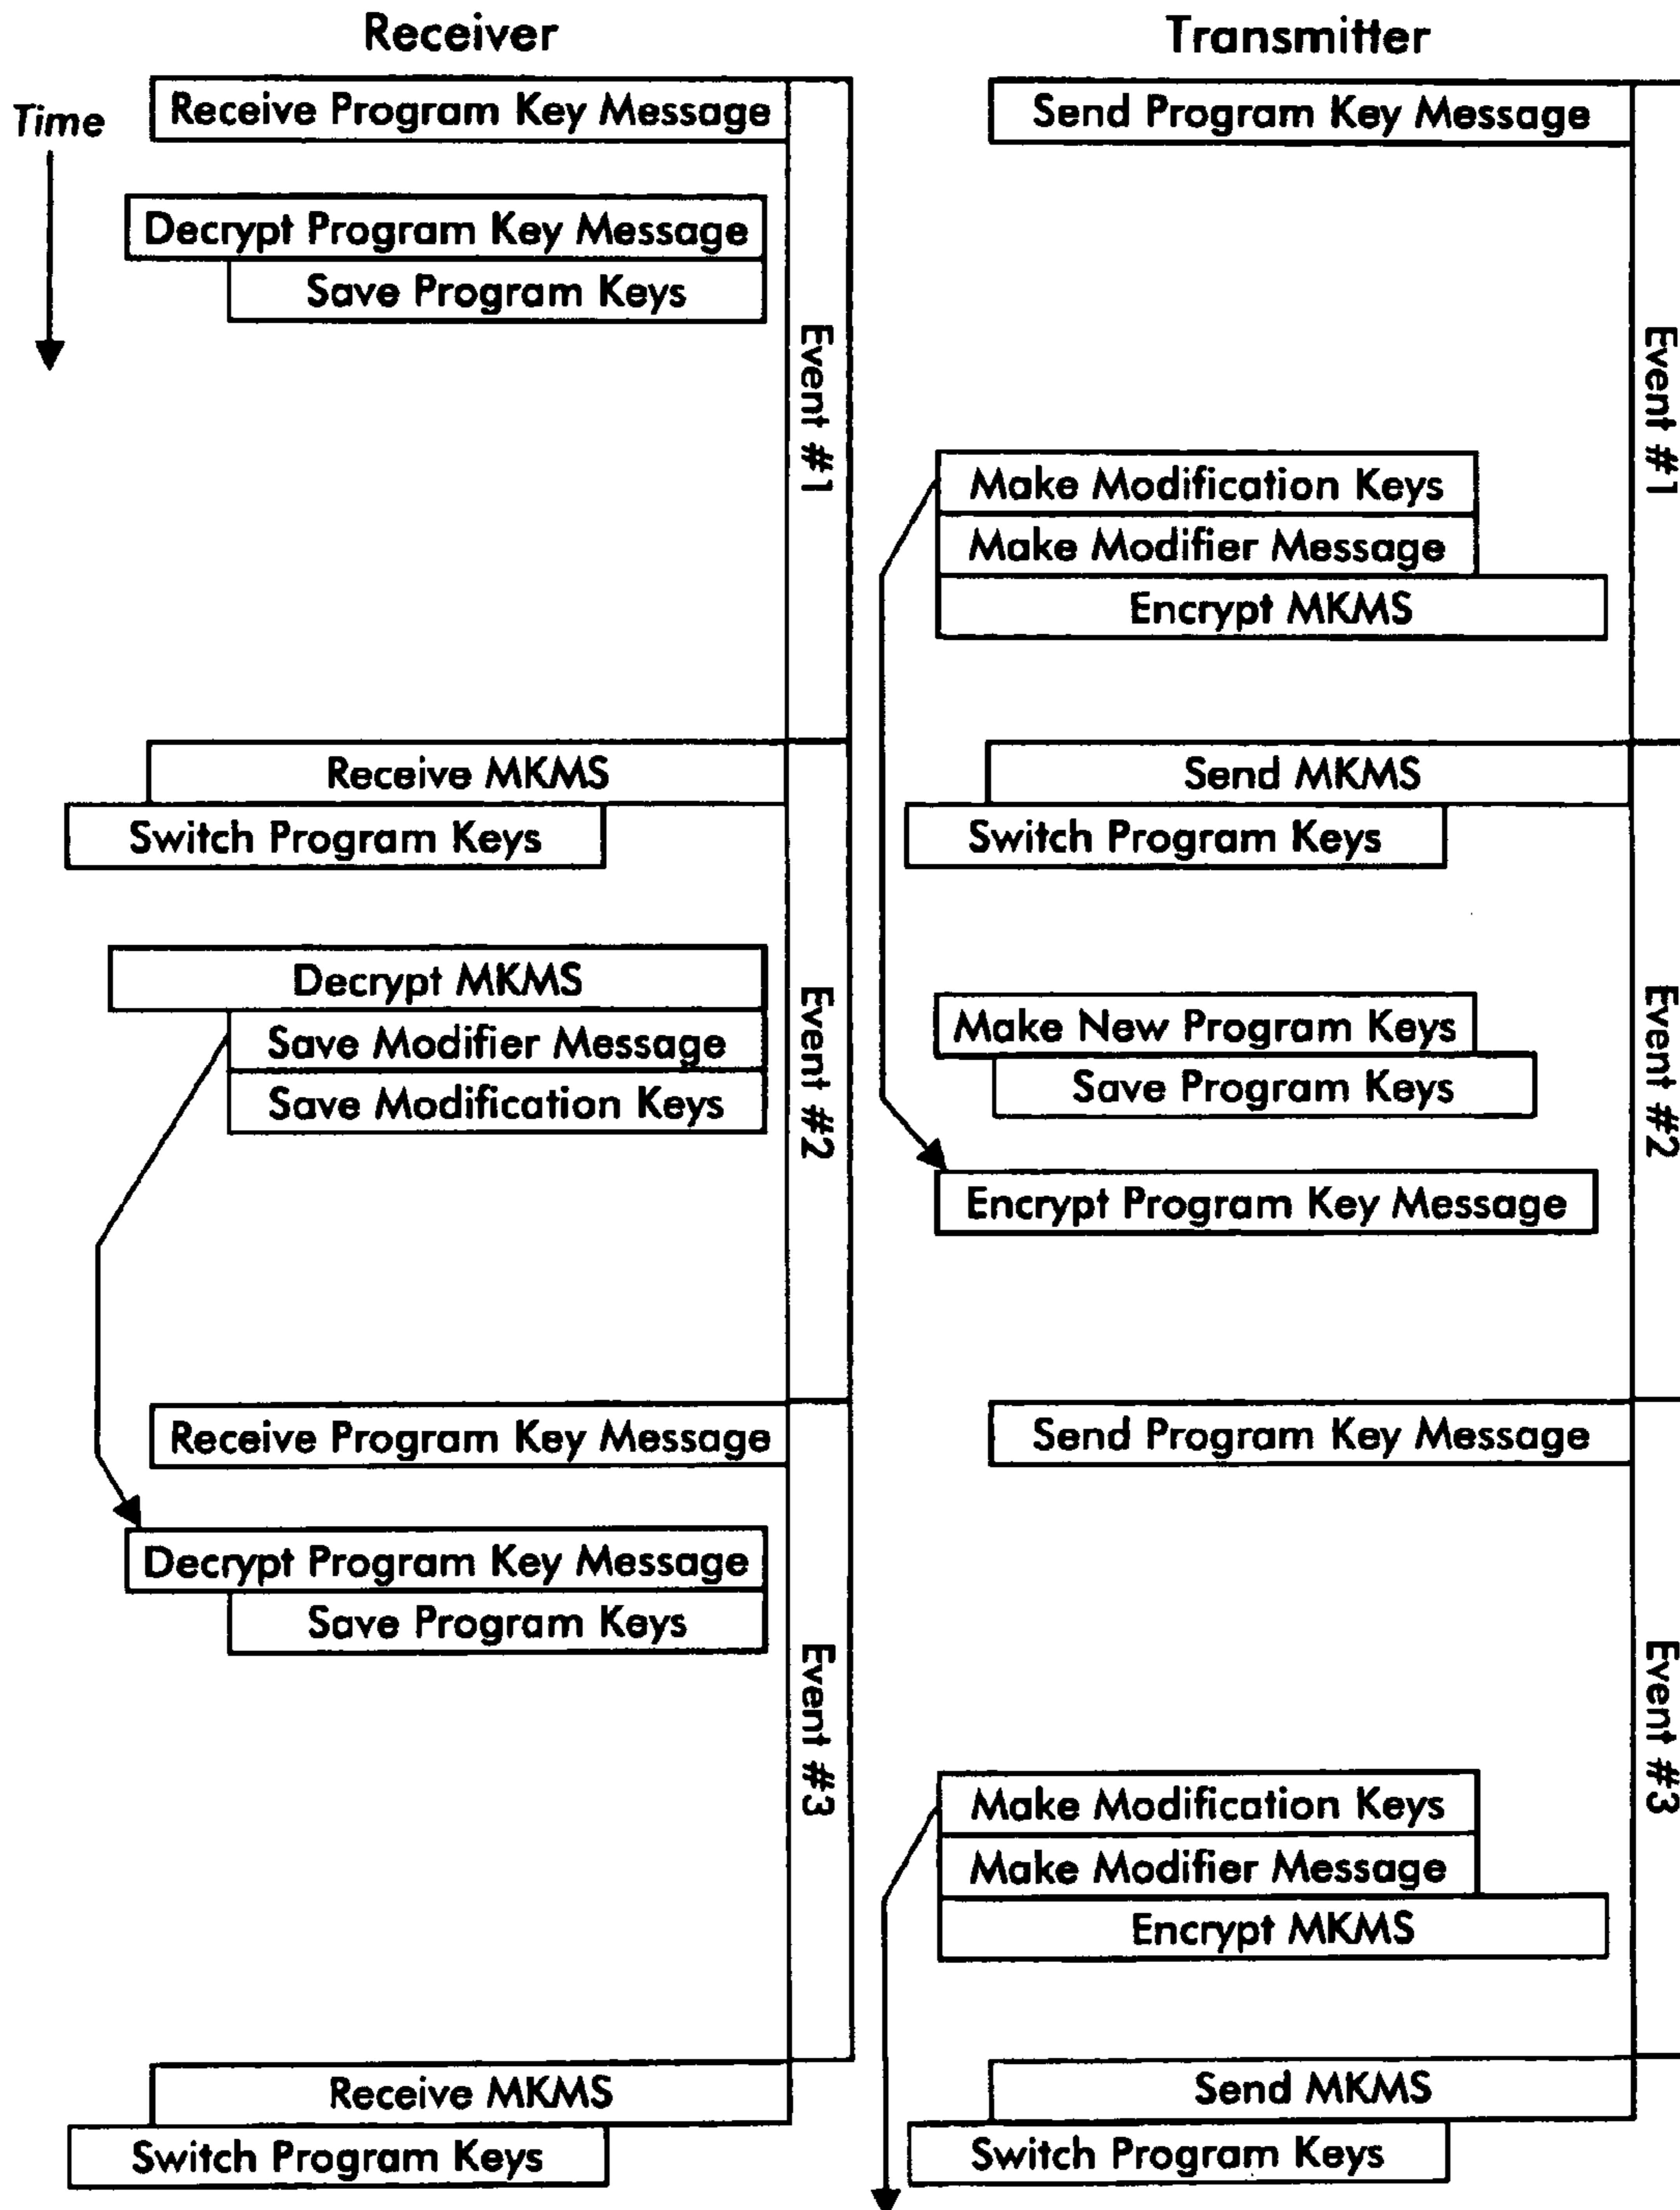 Receiver
Transmitter
Time
Receive Program Key Message
Send Program Key Message
Decrypt Program Key Message
Save Program Keys
Event #1
Event #1
Make Modification Keys
Make Modifier Message
Encrypt MKMS
Receive MKMS
Send MKMS
Switch Program Keys
Switch Program Keys
Decrypt MKMS
Save Modifier Message
Save Modification Keys
Event #2
Event #2
Make New Program Keys
Save Program Keys
Encrypt Program Key Message
Receive Program Key Message
Send Program Key Message
Decrypt Program Key Message
Save Program Keys
Event #3
Event #3
Make Modification Keys
Make Modifier Message
Encrypt MKMS
Receive MKMS
Send MKMS
Switch Program Keys
Switch Program Keys